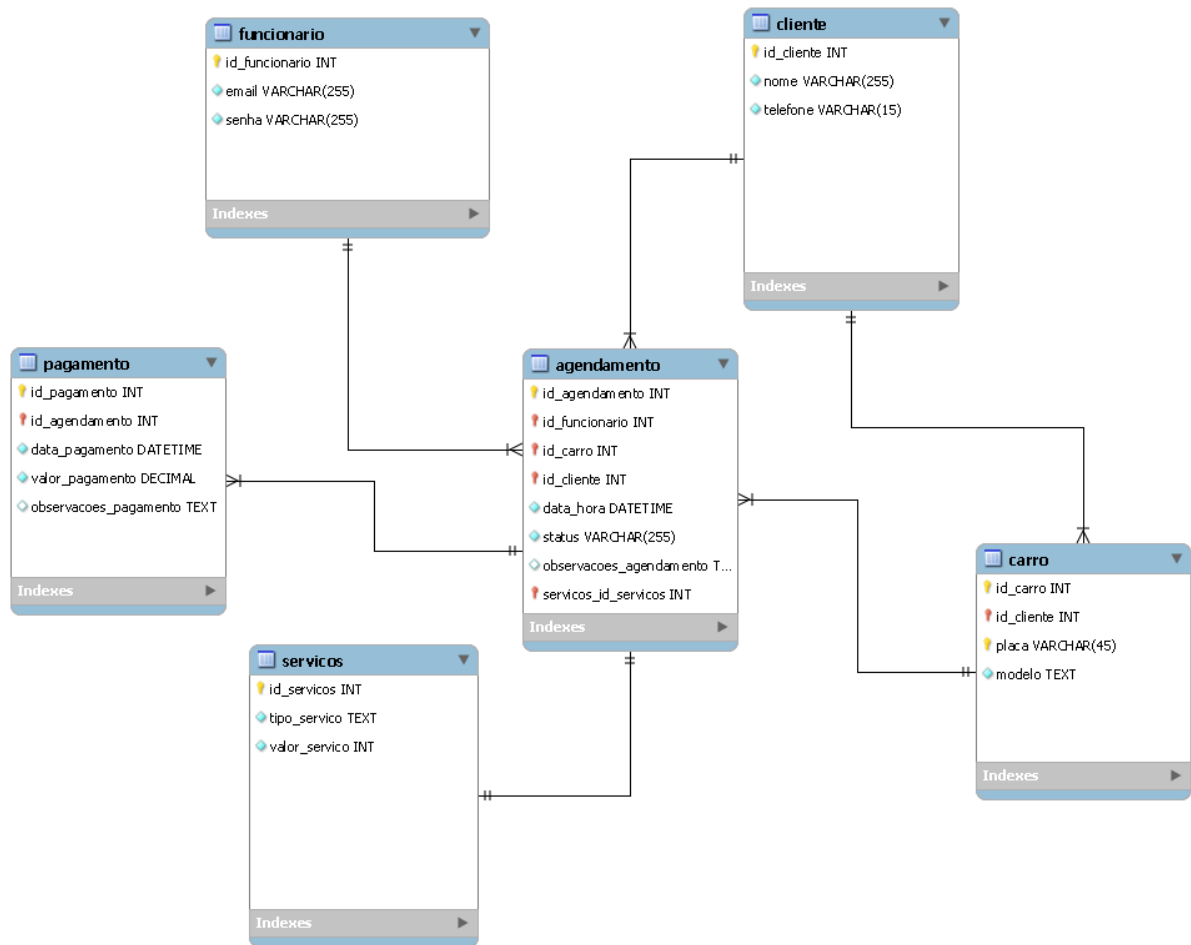 funcionario
id_funcionario INT
email VARCHAR(255)
senha VARCHAR(255)
Indexes
cliente
id_cliente INT
nome VARCHAR(255)
telefone VARCHAR(15)
Indexes
pagamento
id_pagamento INT
id_agendamento INT
data_pagamento DATETIME
valor_pagamento DECIMAL
observacoes_pagamento TEXT
Indexes
agendamento
id_agendamento INT
id_funcionario INT
id_carro INT
id_cliente INT
data_hora DATETIME
status VARCHAR(255)
observacoes_agendamento T...
servicos_id_servicos INT
Indexes
carro
id_carro INT
id_cliente INT
placa VARCHAR(45)
modelo TEXT
Indexes
servicos
id_servicos INT
tipo_servico TEXT
valor_servico INT
Indexes